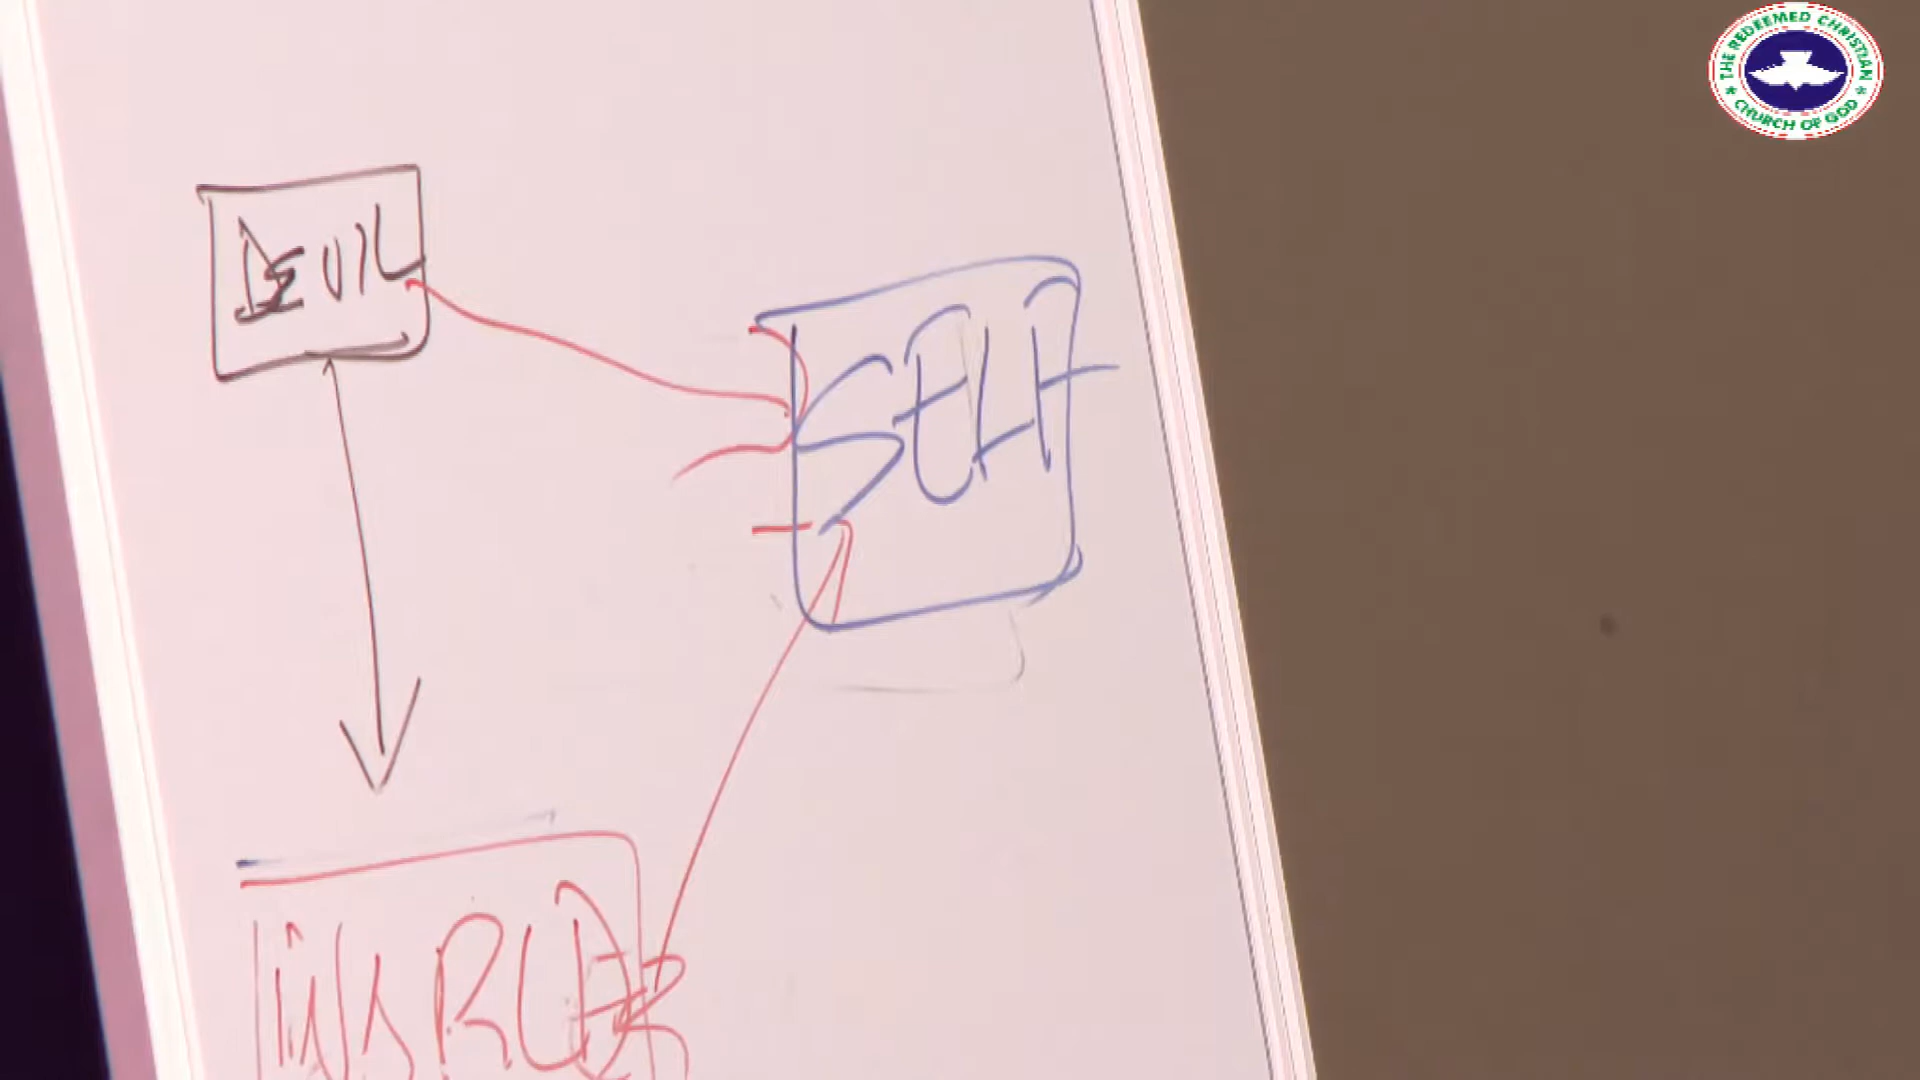 THE REDEEMED CHRISTIAN
CHURCH OF GOD
DEVIL
SELF